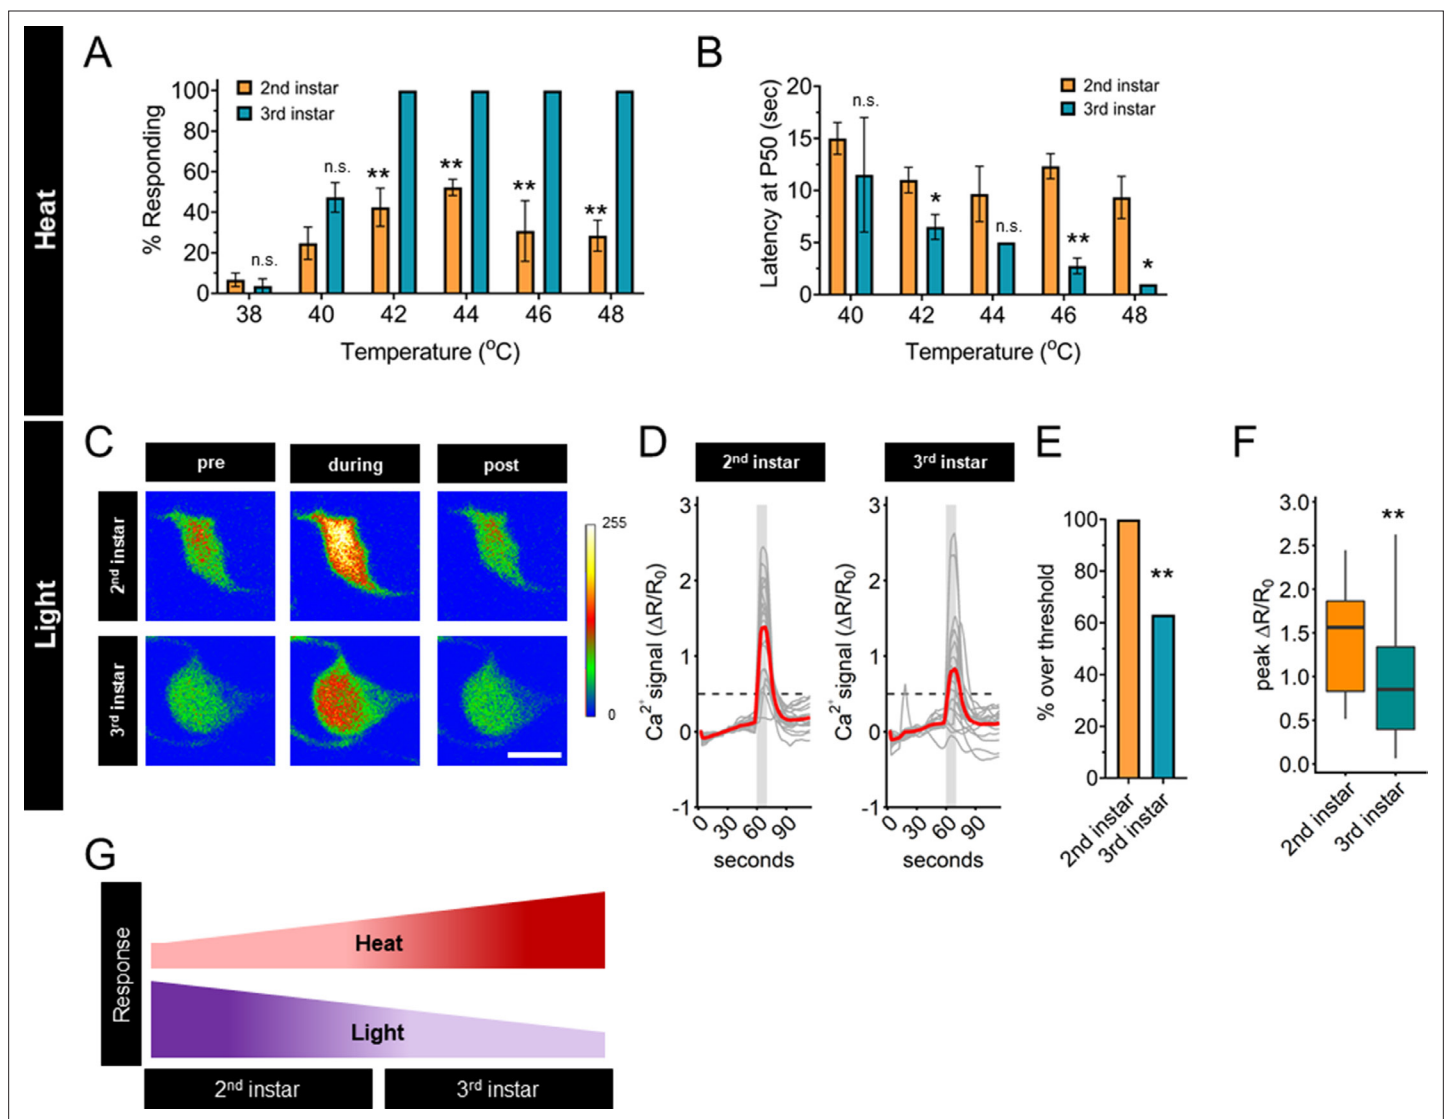 Heat
A
2nd instar
3rd instar
% Responding
100
80
60
40
20
0
n.s.
n.s.
**
**
**
**
38 40 42 44 46 48
Temperature (°C)
B
2nd instar
3rd instar
Latency at P50 (sec)
20
15
10
5
0
n.s.
*
n.s.
**
*
40 42 44 46 48
Temperature (°C)
Light
C
pre during post
2nd instar
3rd instar
255
0
D
2nd instar
Ca2+ signal (ΔR/R0)
3
2
1
0
-1
0 30 60 90
seconds
3rd instar
Ca2+ signal (ΔR/R0)
3
2
1
0
-1
0 30 60 90
seconds
E
% over threshold
100
80
60
40
20
0
**
2nd instar
3rd instar
F
peak ΔR/R0
3.0
2.5
2.0
1.5
1.0
0.5
0.0
**
2nd instar
3rd instar
G
Response
Heat
Light
2nd instar
3rd instar